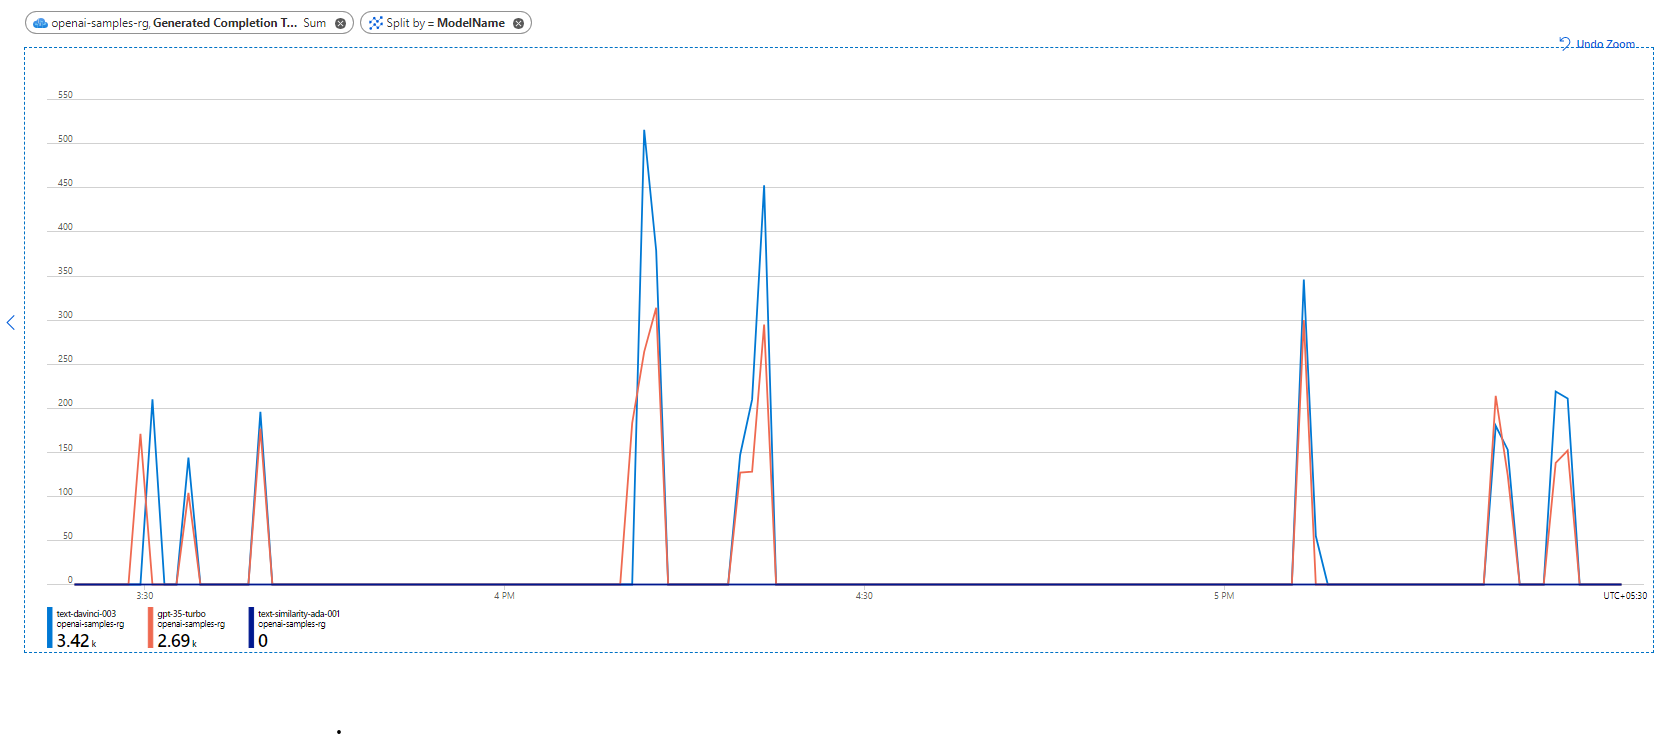 openai-samples-rg, Generated Completion T... Sum
Split by = ModelName
Undo Zoom
550
500
450
400
350
300
250
200
150
100
50
0
3:30
4 PM
4:30
5 PM
UTC+05:30
text-davinci-003
openai-samples-rg
3.42 k
gpt-35-turbo
openai-samples-rg
2.69 k
text-similarity-ada-001
openai-samples-rg
0